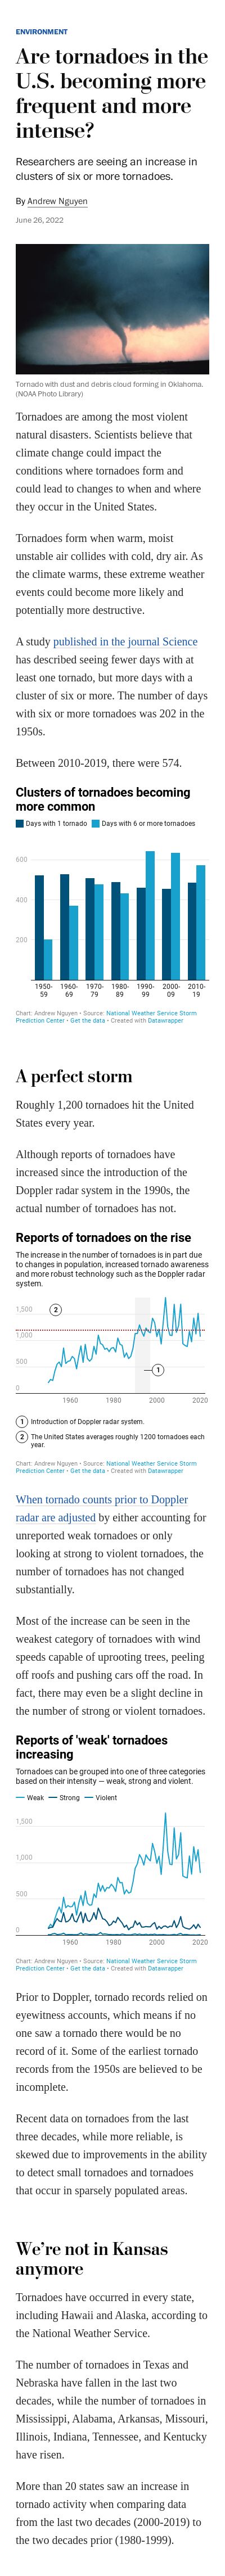 ENVIRONMENT
Are tornadoes in the
U.S. becoming more
frequent and more
intense?
Researchers are seeing an increase in
clusters of six or more tornadoes.
By Andrew Nguyen
June 26, 2022
Tornado with dust and debris cloud forming in Oklahoma.
(NOAA Photo Library)
Tornadoes are among the most violent
natural disasters. Scientists believe that
climate change could impact the
conditions where tornadoes form and
could lead to changes to when and where
they occur in the United States.
Tornadoes form when warm, moist
unstable air collides with cold, dry air. As
the climate warms, these extreme weather
events could become more likely and
potentially more destructive.
A study published in the journal Science
has described seeing fewer days with at
least one tornado, but more days with a
cluster of six or more. The number of days
with six or more tornadoes was 202 in the
1950s.
Between 2010-2019, there were 574.
Clusters of tornadoes becoming
more common
Days with 1 tornado Days with 6 or more tornadoes
600
400
200
1950-59 1960-69 1970-79 1980-89 1990-99 2000-09 2010-19
Chart: Andrew Nguyen • Source: National Weather Service Storm
Prediction Center • Get the data • Created with Datawrapper
A perfect storm
Roughly 1,200 tornadoes hit the United
States every year.
Although reports of tornadoes have
increased since the introduction of the
Doppler radar system in the 1990s, the
actual number of tornadoes has not.
Reports of tornadoes on the rise
The increase in the number of tornadoes is in part due
to changes in population, increased tornado awareness
and more robust technology such as the Doppler radar
system.
1,500
2
1,000
500
1
0
1960 1980 2000 2020
1 Introduction of Doppler radar system.
2 The United States averages roughly 1200 tornadoes each
year.
Chart: Andrew Nguyen • Source: National Weather Service Storm
Prediction Center • Get the data • Created with Datawrapper
When tornado counts prior to Doppler
radar are adjusted by either accounting for
unreported weak tornadoes or only
looking at strong to violent tornadoes, the
number of tornadoes has not changed
substantially.
Most of the increase can be seen in the
weakest category of tornadoes with wind
speeds capable of uprooting trees, peeling
off roofs and pushing cars off the road. In
fact, there may even be a slight decline in
the number of strong or violent tornadoes.
Reports of 'weak' tornadoes
increasing
Tornadoes can be grouped into one of three categories
based on their intensity — weak, strong and violent.
Weak Strong Violent
1,500
1,000
500
0
1960 1980 2000 2020
Chart: Andrew Nguyen • Source: National Weather Service Storm
Prediction Center • Get the data • Created with Datawrapper
Prior to Doppler, tornado records relied on
eyewitness accounts, which means if no
one saw a tornado there would be no
record of it. Some of the earliest tornado
records from the 1950s are believed to be
incomplete.
Recent data on tornadoes from the last
three decades, while more reliable, is
skewed due to improvements in the ability
to detect small tornadoes and tornadoes
that occur in sparsely populated areas.
We’re not in Kansas
anymore
Tornadoes have occurred in every state,
including Hawaii and Alaska, according to
the National Weather Service.
The number of tornadoes in Texas and
Nebraska have fallen in the last two
decades, while the number of tornadoes in
Mississippi, Alabama, Arkansas, Missouri,
Illinois, Indiana, Tennessee, and Kentucky
have risen.
More than 20 states saw an increase in
tornado activity when comparing data
from the last two decades (2000-2019) to
the two decades prior (1980-1999).